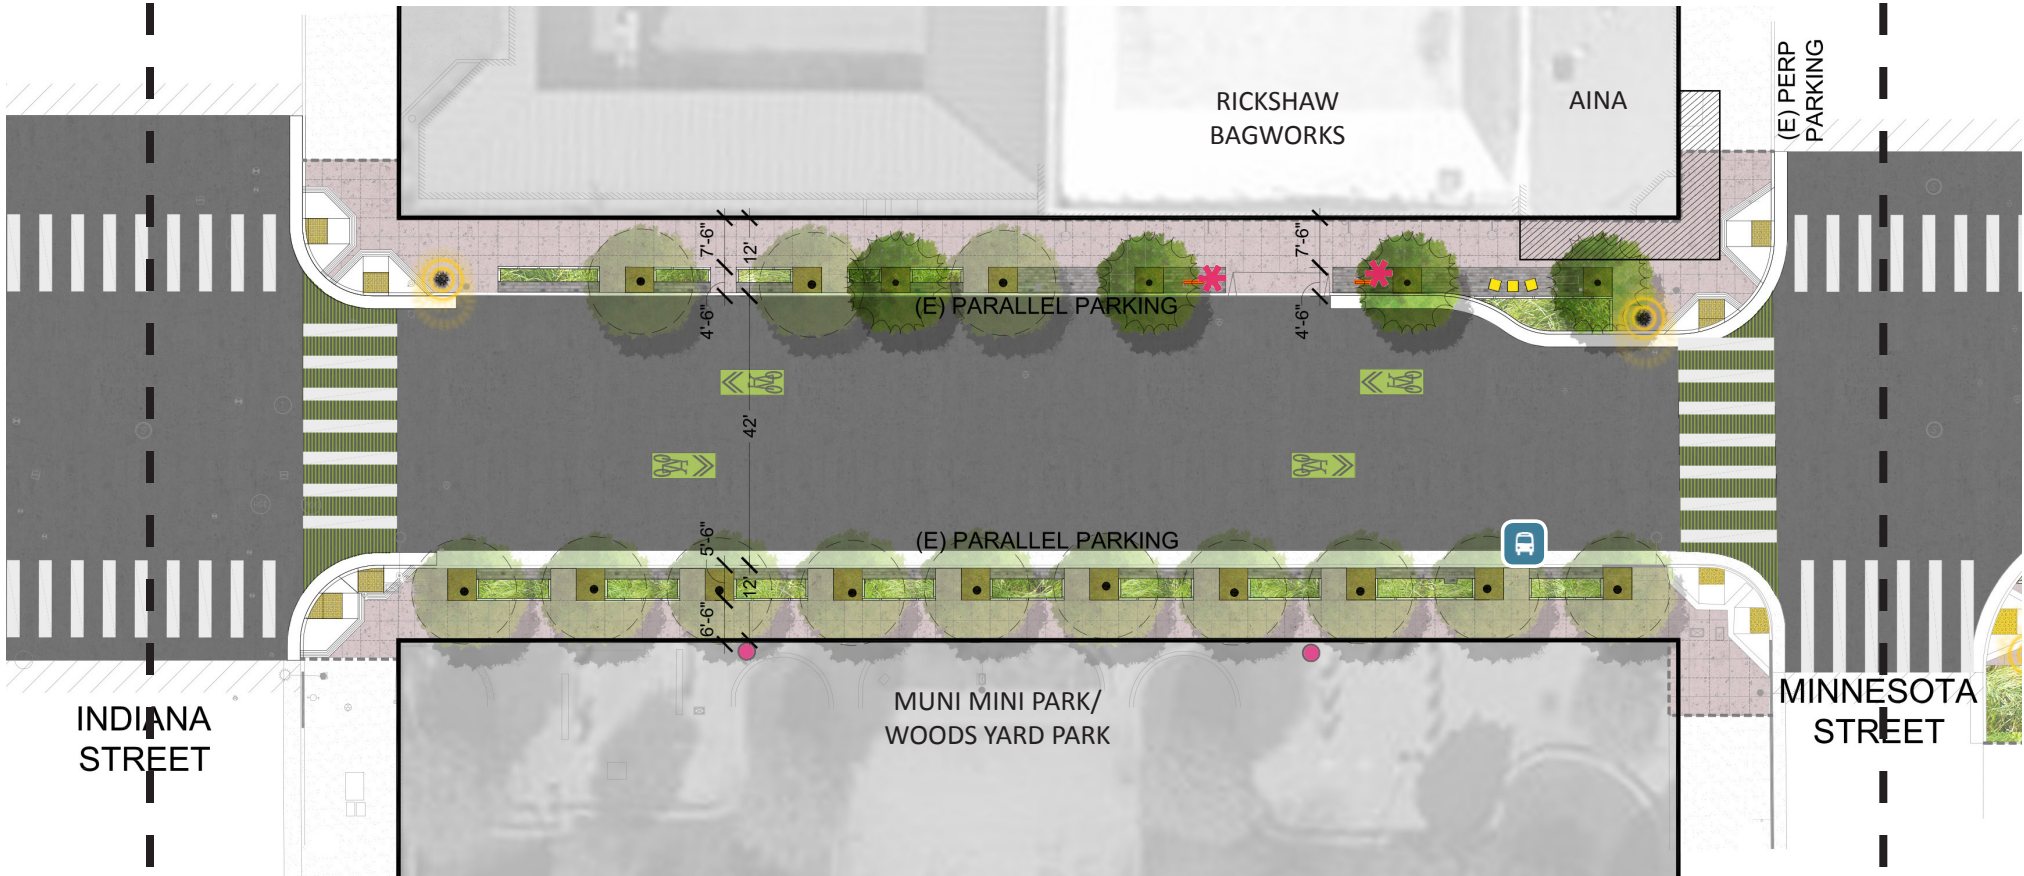 RICKSHAW
BAGWORKS
AINA
(E) PERP
PARKING
7'-6"
12'
7'-6"
4'-6"
(E) PARALLEL PARKING
4'-6"
42'
5'-6"
(E) PARALLEL PARKING
12'
6'-6"
MUNI MINI PARK/
WOODS YARD PARK
INDIANA
STREET
MINNESOTA
STREET